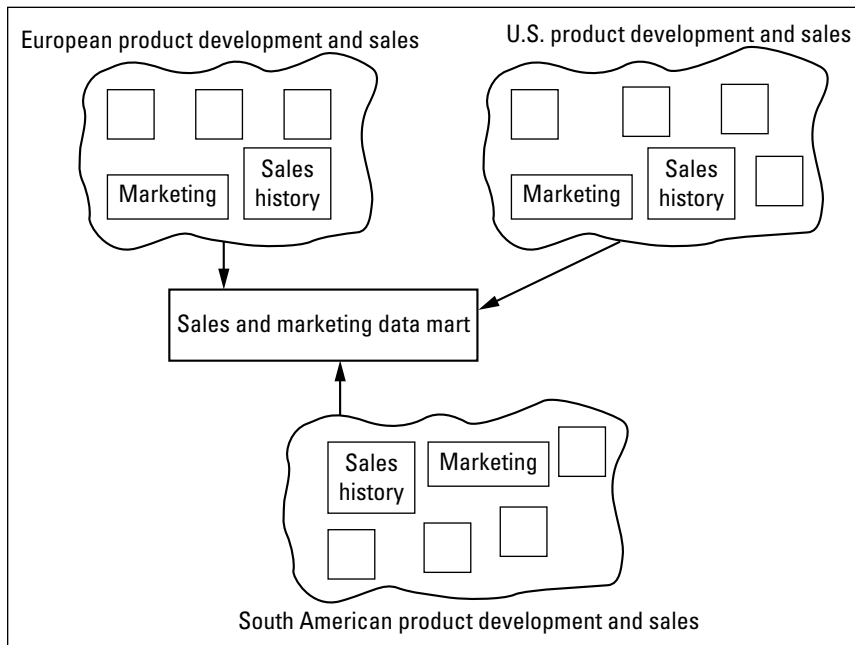 European product development and sales
U.S. product development and sales
Marketing
Sales
history
Marketing
Sales
history
Sales and marketing data mart
Sales
history
Marketing
South American product development and sales